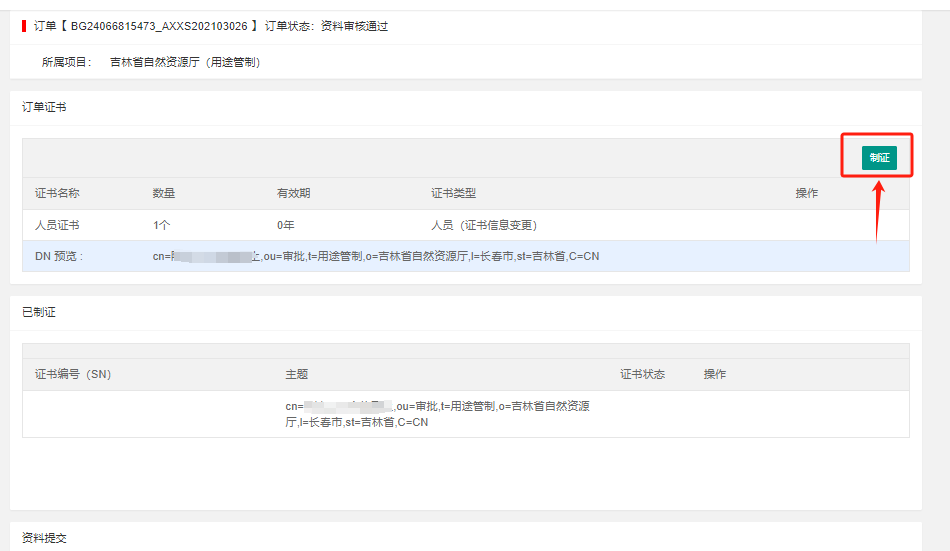 订单【 BG24066815473_AXXS202103026 】 订单状态：资料审核通过
所属项目： 吉林省自然资源厅（用途管制）
订单证书
制证
证书名称 数量 有效期 证书类型 操作
人员证书 1个 0年 人员（证书信息变更）
DN 预览 : cn= ,ou=审批,t=用途管制,o=吉林省自然资源厅,l=长春市,st=吉林省,C=CN
已制证
证书编号（SN） 主题 证书状态 操作
cn= ,ou=审批,t=用途管制,o=吉林省自然资源
厅,l=长春市,st=吉林省,C=CN
资料提交